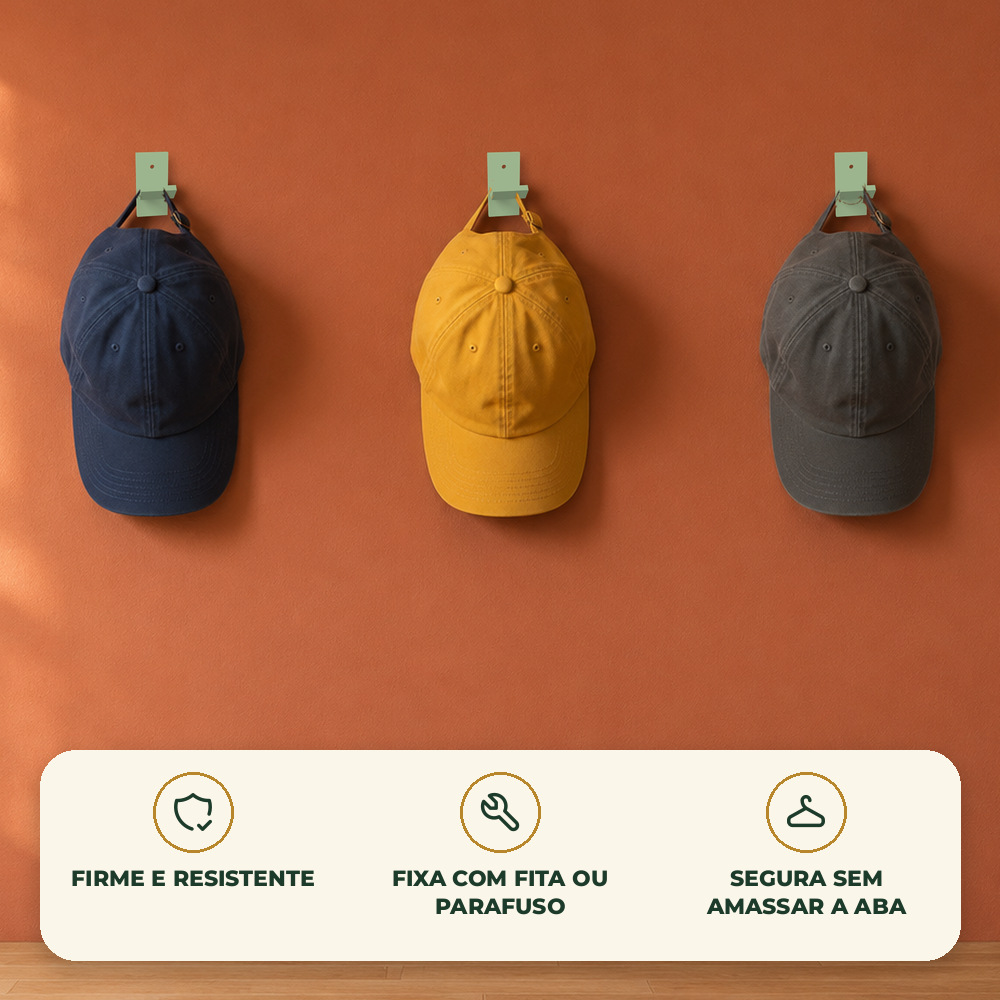 FIRME E RESISTENTE
FIXA COM FITA OU
PARAFUSO
SEGURA SEM
AMASSAR A ABA